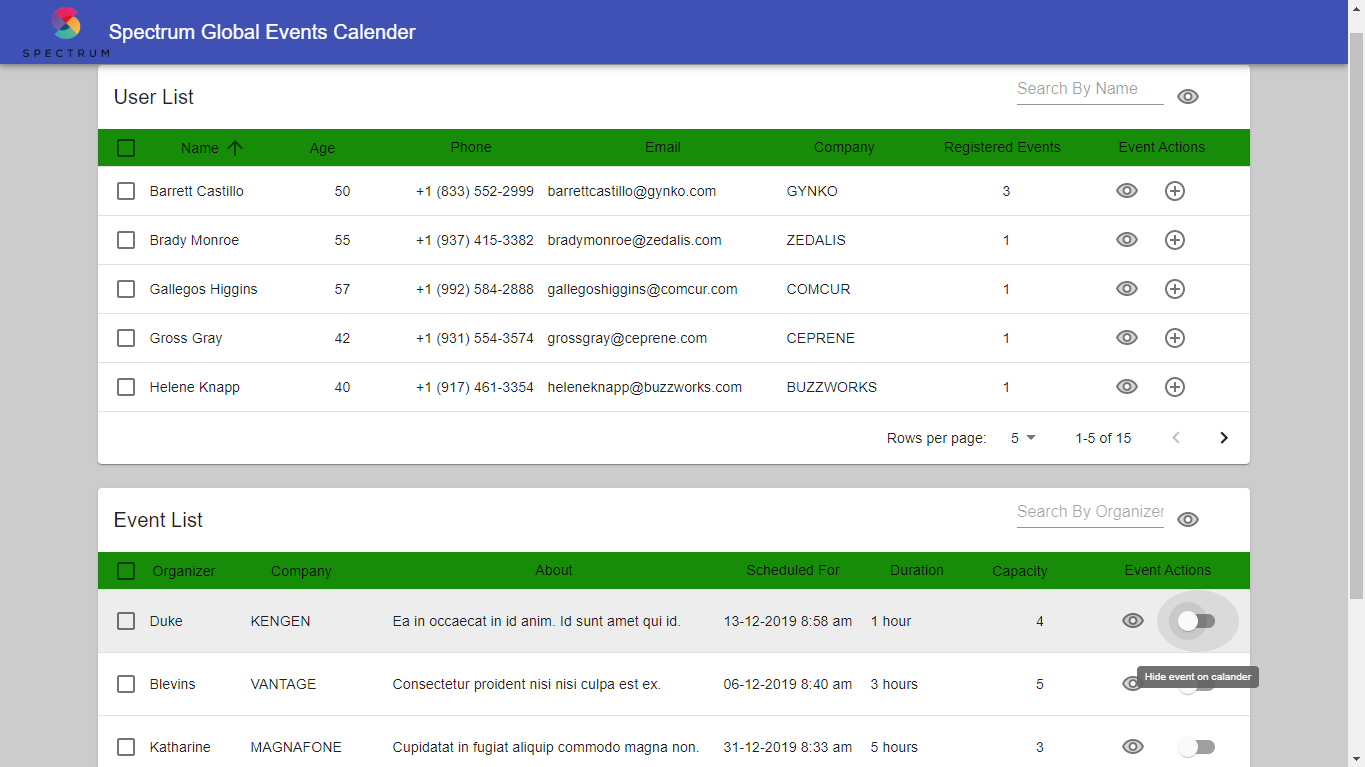 SPECTRUM
Spectrum Global Events Calender
User List
Search By Name
Name Age Phone Email Company Registered Events Event Actions
Barrett Castillo 50 +1 (833) 552-2999 barrettcastillo@gynko.com GYNKO 3
Brady Monroe 55 +1 (937) 415-3382 bradymonroe@zedalis.com ZEDALIS 1
Gallegos Higgins 57 +1 (992) 584-2888 gallegoshiggins@comcur.com COMCUR 1
Gross Gray 42 +1 (931) 554-3574 grossgray@ceprene.com CEPRENE 1
Helene Knapp 40 +1 (917) 461-3354 heleneknapp@buzzworks.com BUZZWORKS 1
Rows per page: 5 1-5 of 15
Event List
Search By Organizer
Organizer Company About Scheduled For Duration Capacity Event Actions
Duke KENGEN Ea in occaecat in id anim. Id sunt amet qui id. 13-12-2019 8:58 am 1 hour 4
Hide event on calander
Blevins VANTAGE Consectetur proident nisi nisi culpa est ex. 06-12-2019 8:40 am 3 hours 5
Katharine MAGNAFONE Cupidatat in fugiat aliquip commodo magna non. 31-12-2019 8:33 am 5 hours 3